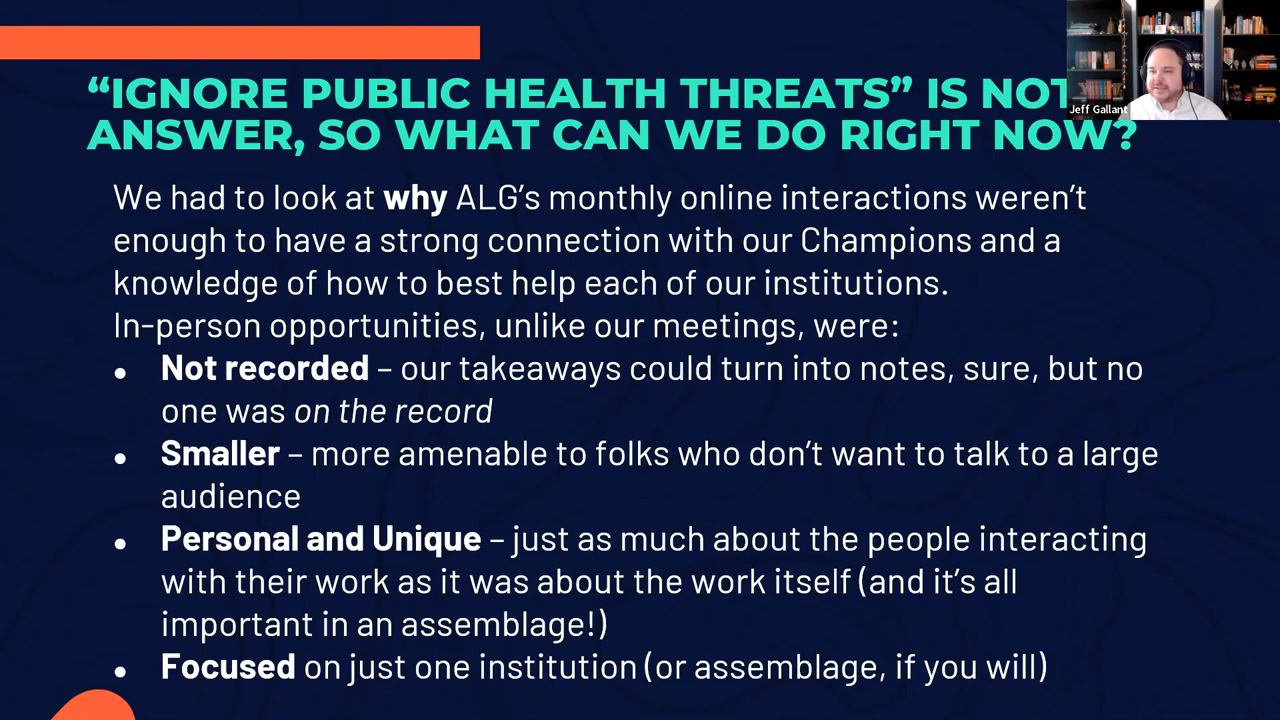 “IGNORE PUBLIC HEALTH THREATS” IS NOT
ANSWER, SO WHAT CAN WE DO RIGHT NOW?
Jeff Gallant
We had to look at why ALG’s monthly online interactions weren’t
enough to have a strong connection with our Champions and a
knowledge of how to best help each of our institutions.
In-person opportunities, unlike our meetings, were:
● Not recorded – our takeaways could turn into notes, sure, but no
one was on the record
● Smaller – more amenable to folks who don’t want to talk to a large
audience
● Personal and Unique – just as much about the people interacting
with their work as it was about the work itself (and it’s all
important in an assemblage!)
● Focused on just one institution (or assemblage, if you will)